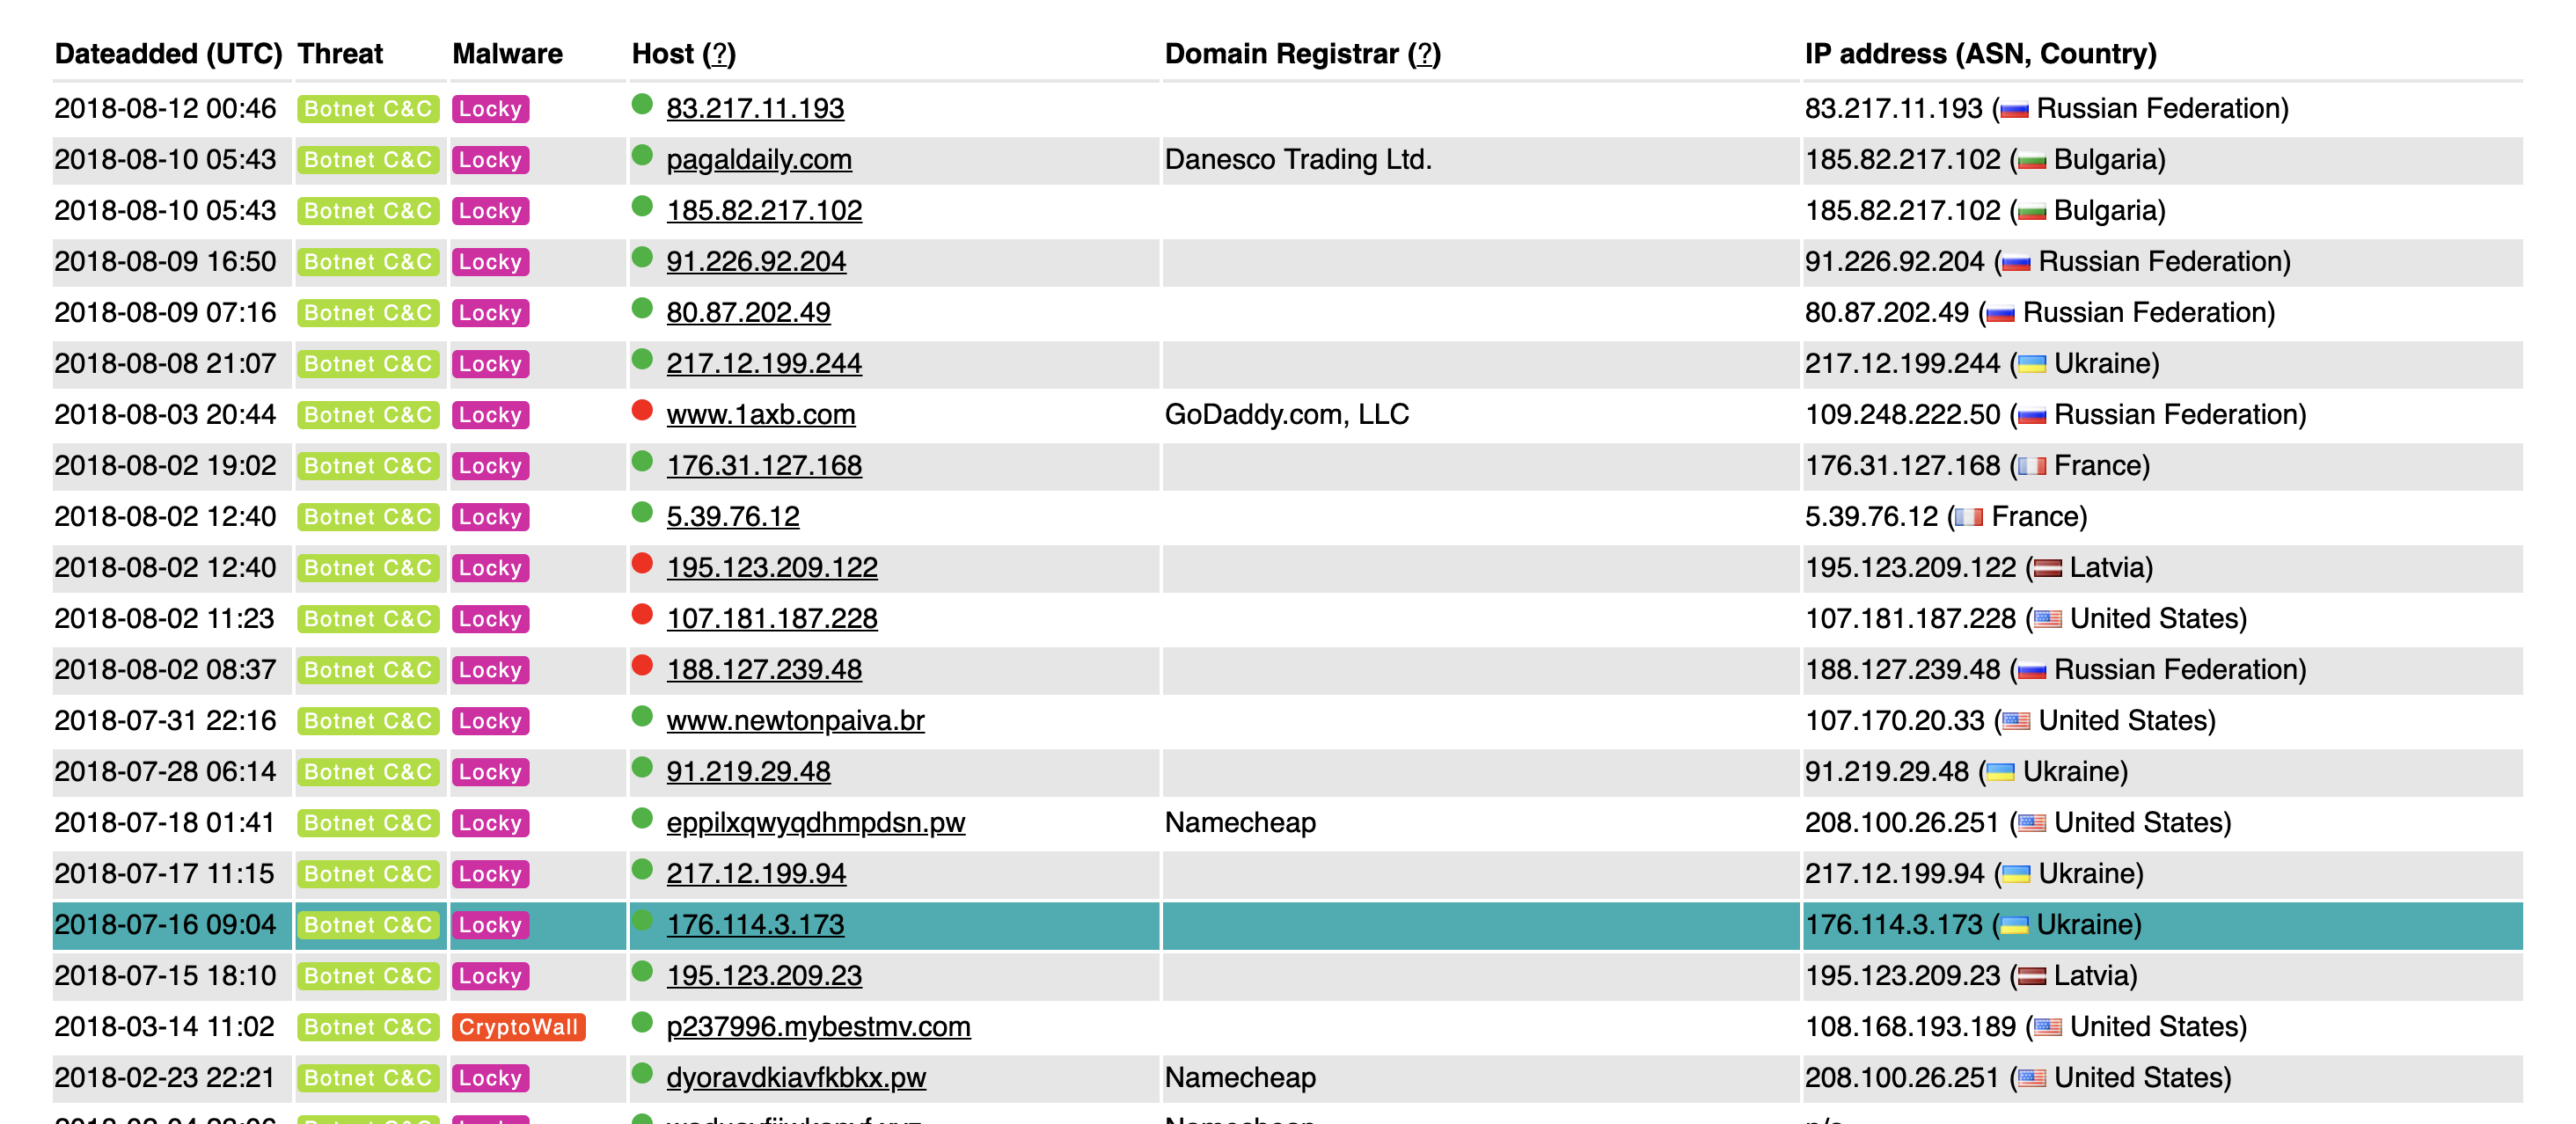 Dateadded (UTC) Threat Malware Host (?) Domain Registrar (?) IP address (ASN, Country)
2018-08-12 00:46 Botnet C&C Locky 83.217.11.193 83.217.11.193 (Russian Federation)
2018-08-10 05:43 Botnet C&C Locky pagaldaily.com Danesco Trading Ltd. 185.82.217.102 (Bulgaria)
2018-08-10 05:43 Botnet C&C Locky 185.82.217.102 185.82.217.102 (Bulgaria)
2018-08-09 16:50 Botnet C&C Locky 91.226.92.204 91.226.92.204 (Russian Federation)
2018-08-09 07:16 Botnet C&C Locky 80.87.202.49 80.87.202.49 (Russian Federation)
2018-08-08 21:07 Botnet C&C Locky 217.12.199.244 217.12.199.244 (Ukraine)
2018-08-03 20:44 Botnet C&C Locky www.1axb.com GoDaddy.com, LLC 109.248.222.50 (Russian Federation)
2018-08-02 19:02 Botnet C&C Locky 176.31.127.168 176.31.127.168 (France)
2018-08-02 12:40 Botnet C&C Locky 5.39.76.12 5.39.76.12 (France)
2018-08-02 12:40 Botnet C&C Locky 195.123.209.122 195.123.209.122 (Latvia)
2018-08-02 11:23 Botnet C&C Locky 107.181.187.228 107.181.187.228 (United States)
2018-08-02 08:37 Botnet C&C Locky 188.127.239.48 188.127.239.48 (Russian Federation)
2018-07-31 22:16 Botnet C&C Locky www.newtonpaiva.br 107.170.20.33 (United States)
2018-07-28 06:14 Botnet C&C Locky 91.219.29.48 91.219.29.48 (Ukraine)
2018-07-18 01:41 Botnet C&C Locky eppilxqwyqdhmpdsn.pw Namecheap 208.100.26.251 (United States)
2018-07-17 11:15 Botnet C&C Locky 217.12.199.94 217.12.199.94 (Ukraine)
2018-07-16 09:04 Botnet C&C Locky 176.114.3.173 176.114.3.173 (Ukraine)
2018-07-15 18:10 Botnet C&C Locky 195.123.209.23 195.123.209.23 (Latvia)
2018-03-14 11:02 Botnet C&C CryptoWall p237996.mybestmv.com 108.168.193.189 (United States)
2018-02-23 22:21 Botnet C&C Locky dyoravdkiavfkbkx.pw Namecheap 208.100.26.251 (United States)
Botnet C&C Locky Namecheap n/a